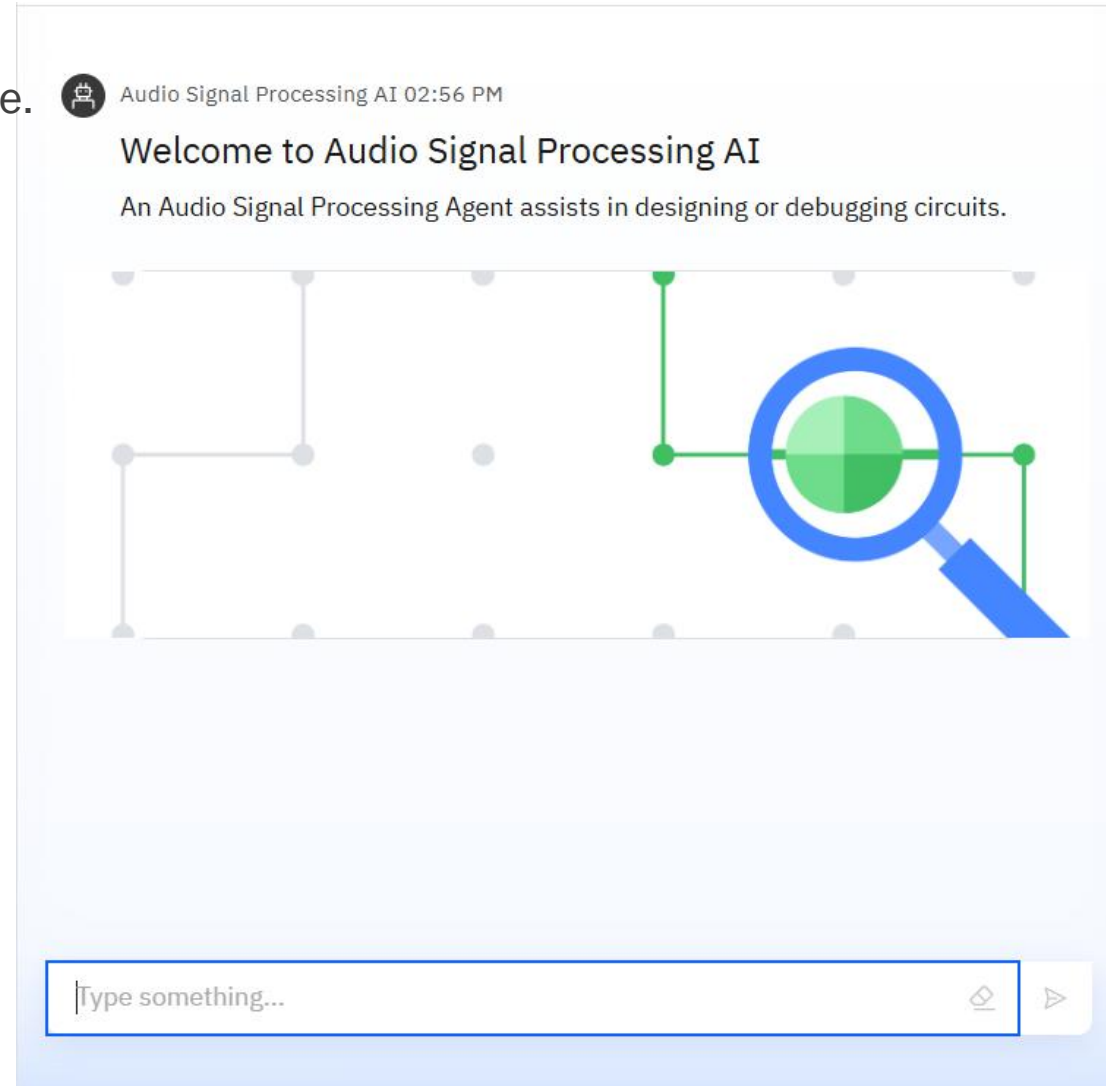 e.
Audio Signal Processing AI 02:56 PM
Welcome to Audio Signal Processing AI
An Audio Signal Processing Agent assists in designing or debugging circuits.
Type something...